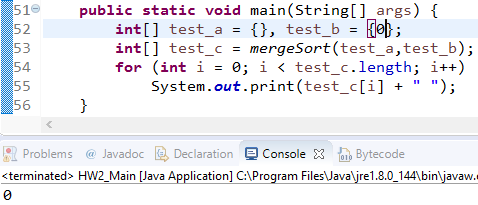 51 public static void main(String[] args) {
52 int[] test_a = {}, test_b = {0};
53 int[] test_c = mergeSort(test_a,test_b);
54 for (int i = 0; i < test_c.length; i++)
55 System.out.print(test_c[i] + " ");
56 }
Problems @ Javadoc Declaration Console Bytecode
<terminated> HW2_Main [Java Application] C:\Program Files\Java\jre1.8.0_144\bin\javaw.e
0